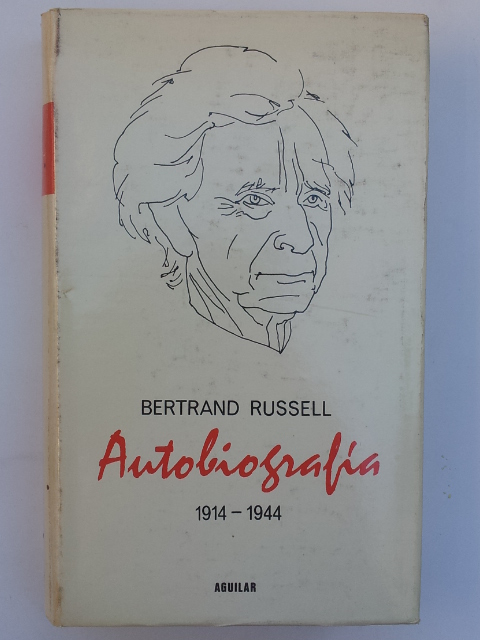 BERTRAND RUSSELL
Autobiografía
1914 – 1944
AGUILAR